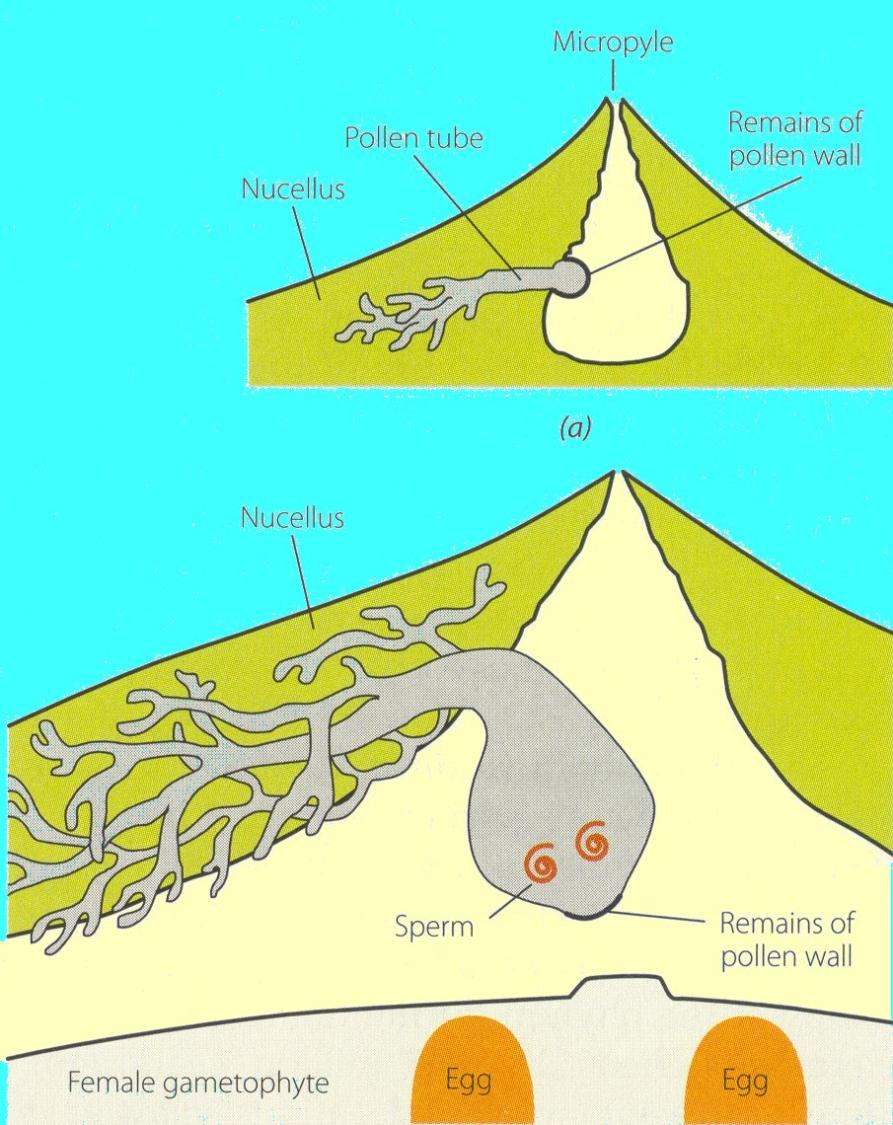 Micropyle
Remains of
pollen wall
Pollen tube
Nucellus
(a)
Nucellus
Sperm
Remains of
pollen wall
Female gametophyte
Egg
Egg